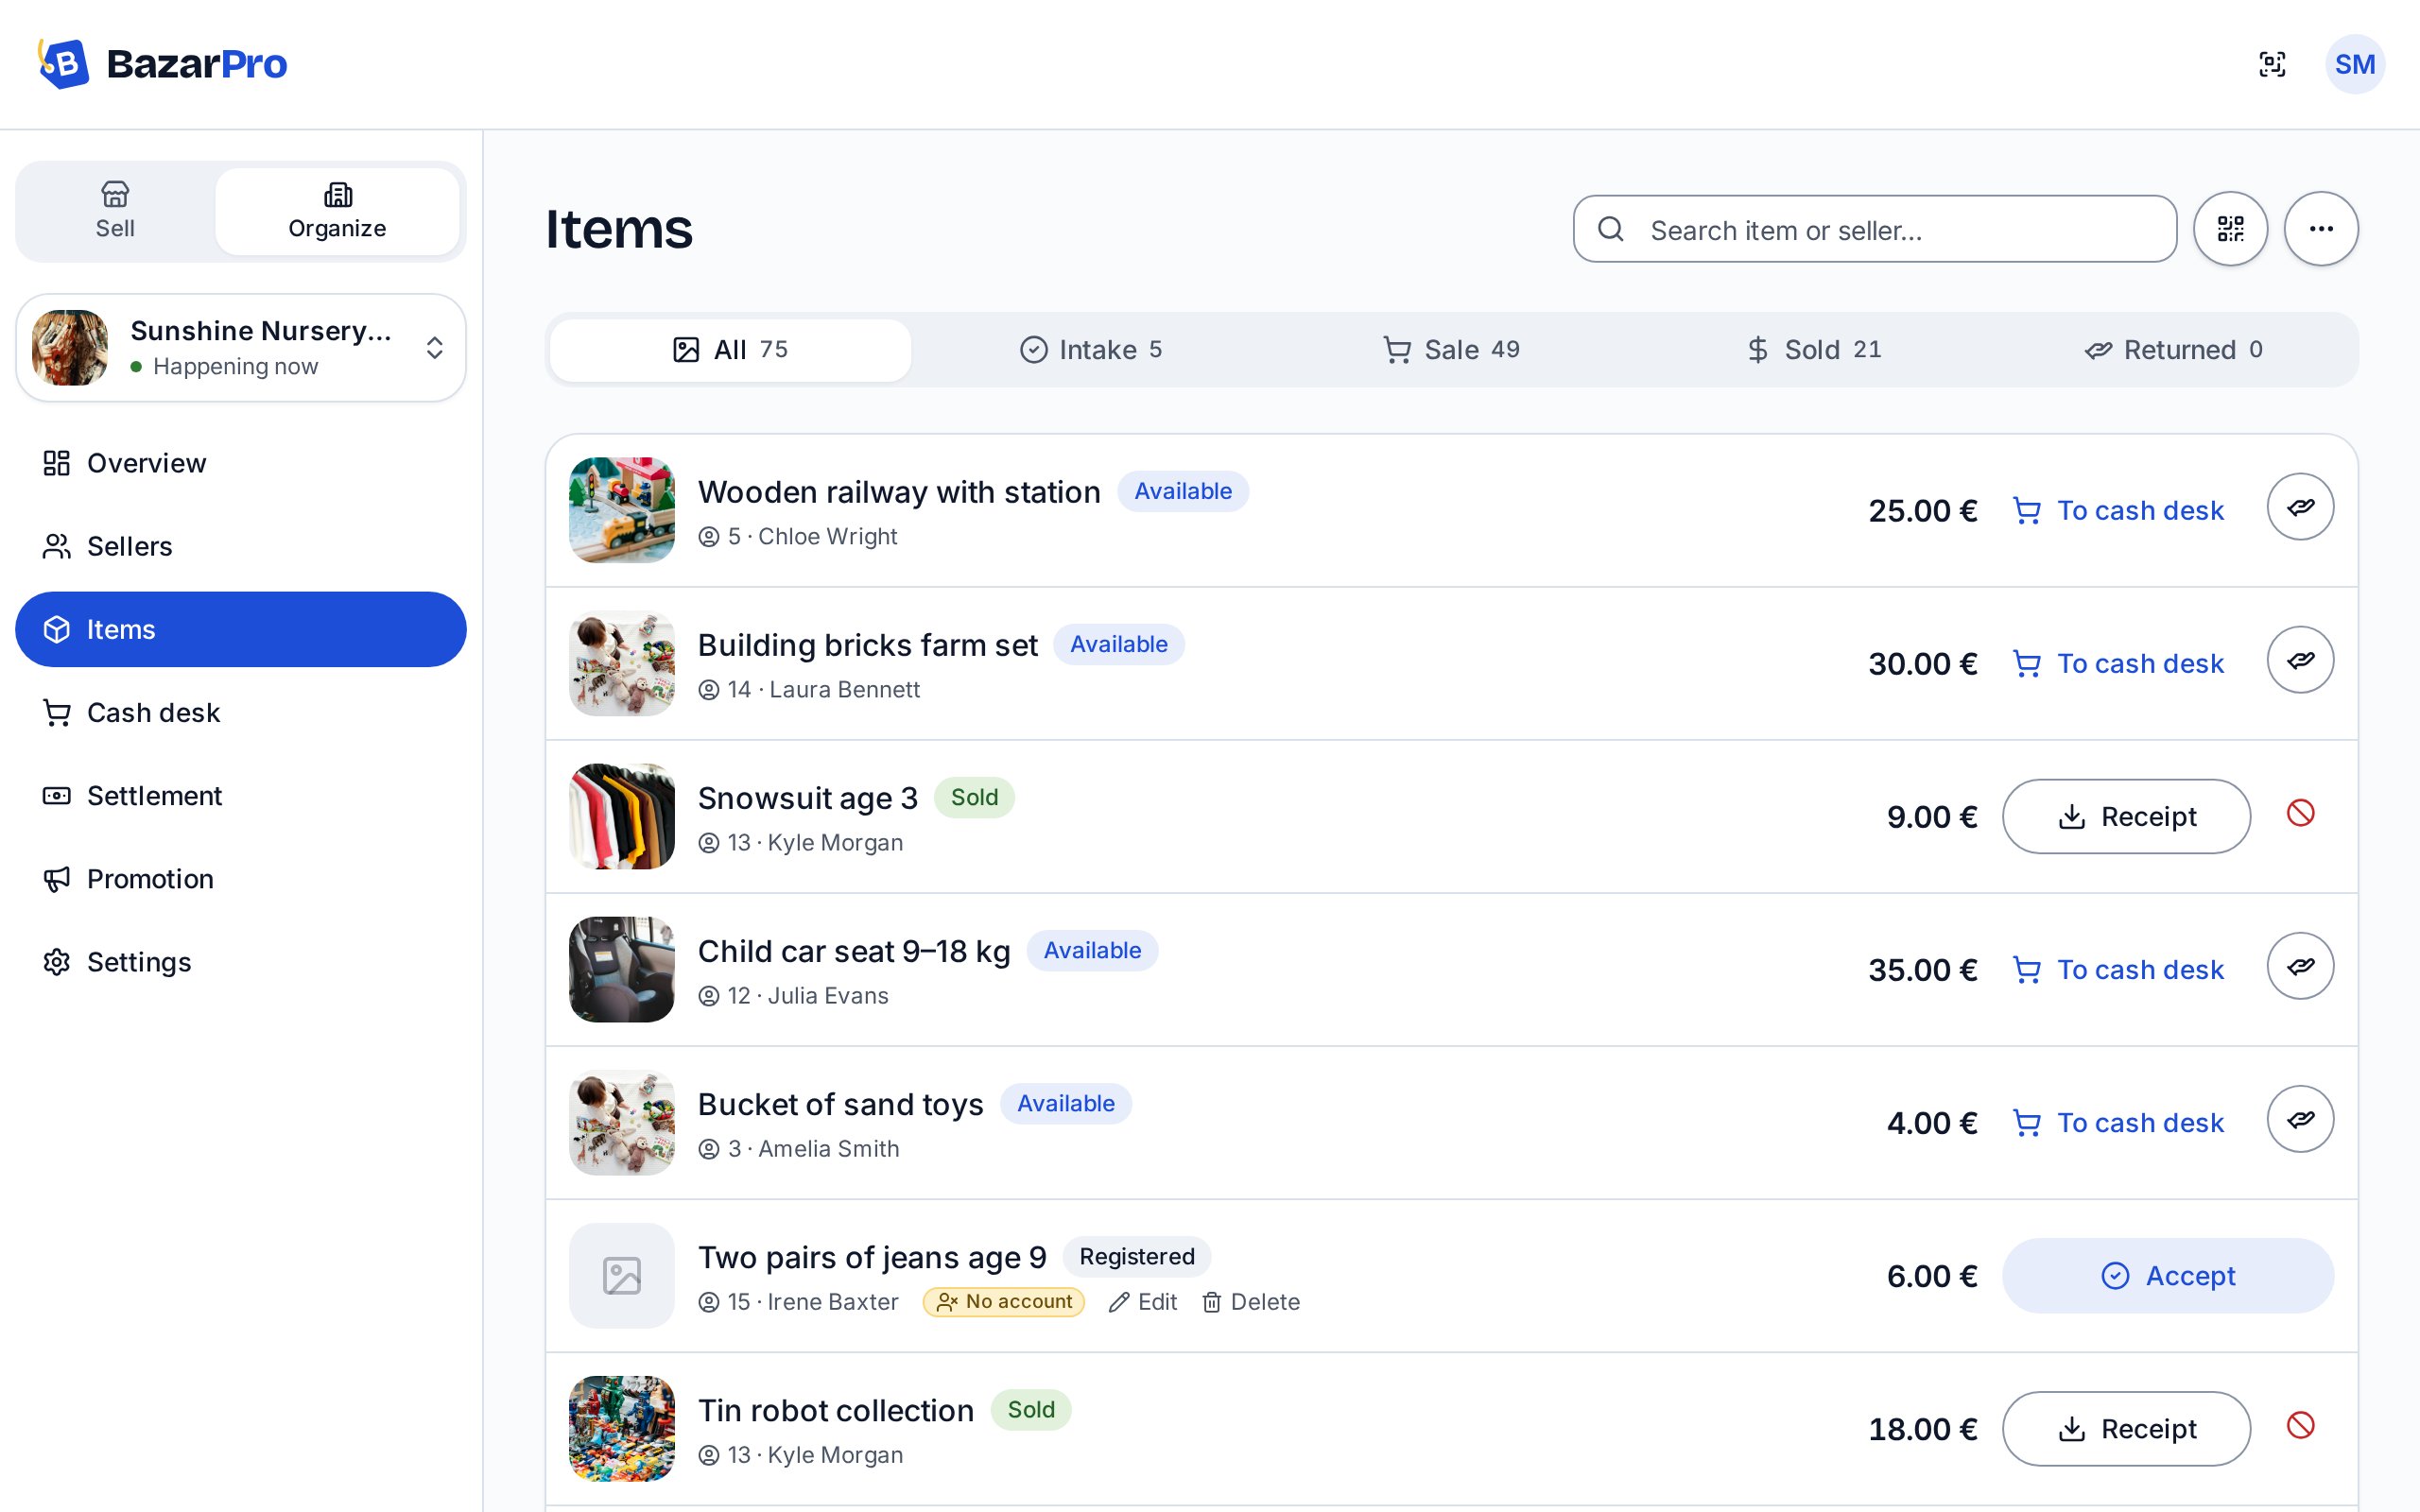 B BazarPro
SM
Sell
Organize
Sunshine Nursery...
Happening now
Overview
Sellers
Items
Cash desk
Settlement
Promotion
Settings
Items
Search item or seller...
All 75
Intake 5
Sale 49
Sold 21
Returned 0
Wooden railway with station Available
5 · Chloe Wright
25.00 € To cash desk
Building bricks farm set Available
14 · Laura Bennett
30.00 € To cash desk
Snowsuit age 3 Sold
13 · Kyle Morgan
9.00 € Receipt
Child car seat 9–18 kg Available
12 · Julia Evans
35.00 € To cash desk
Bucket of sand toys Available
3 · Amelia Smith
4.00 € To cash desk
Two pairs of jeans age 9 Registered
15 · Irene Baxter No account Edit Delete
6.00 € Accept
Tin robot collection Sold
13 · Kyle Morgan
18.00 € Receipt